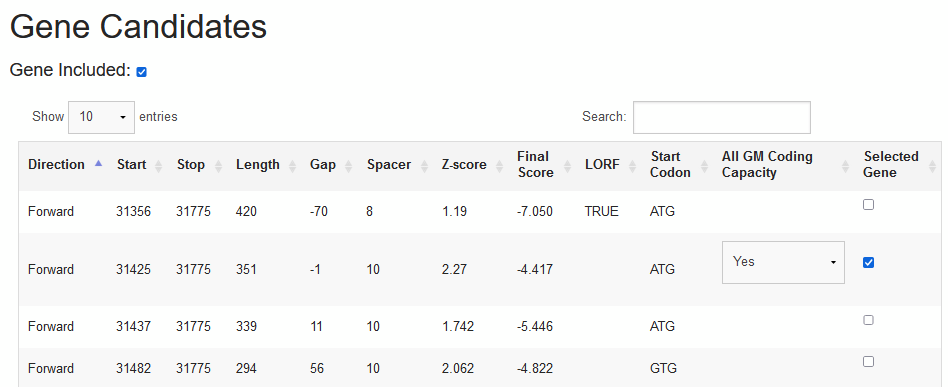 Gene Candidates
Gene Included:
Show 10 entries Search:
Direction Start Stop Length Gap Spacer Z-score Final Score LORF Start Codon All GM Coding Capacity Selected Gene
Forward 31356 31775 420 -70 8 1.19 -7.050 TRUE ATG
Forward 31425 31775 351 -1 10 2.27 -4.417 ATG Yes
Forward 31437 31775 339 11 10 1.742 -5.446 ATG
Forward 31482 31775 294 56 10 2.062 -4.822 GTG